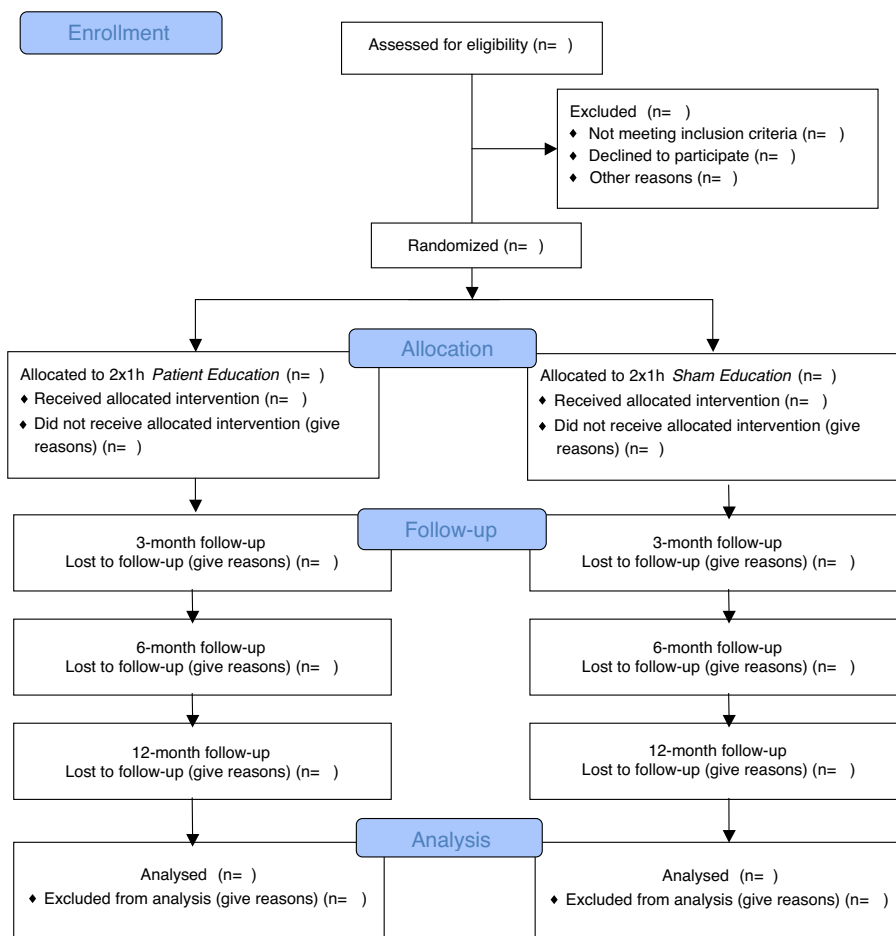 Enrollment
Assessed for eligibility (n=  )
Excluded (n=  )
♦ Not meeting inclusion criteria (n=  )
♦ Declined to participate (n=  )
♦ Other reasons (n=  )
Randomized (n=  )
Allocation
Allocated to 2x1h Patient Education (n=  )
♦ Received allocated intervention (n=  )
♦ Did not receive allocated intervention (give
reasons) (n=  )
Allocated to 2x1h Sham Education (n=  )
♦ Received allocated intervention (n=  )
♦ Did not receive allocated intervention (give
reasons) (n=  )
Follow-up
3-month follow-up
Lost to follow-up (give reasons) (n=  )
3-month follow-up
Lost to follow-up (give reasons) (n=  )
6-month follow-up
Lost to follow-up (give reasons) (n=  )
6-month follow-up
Lost to follow-up (give reasons) (n=  )
12-month follow-up
Lost to follow-up (give reasons) (n=  )
12-month follow-up
Lost to follow-up (give reasons) (n=  )
Analysis
Analysed (n=  )
♦ Excluded from analysis (give reasons) (n=  )
Analysed (n=  )
♦ Excluded from analysis (give reasons) (n=  )